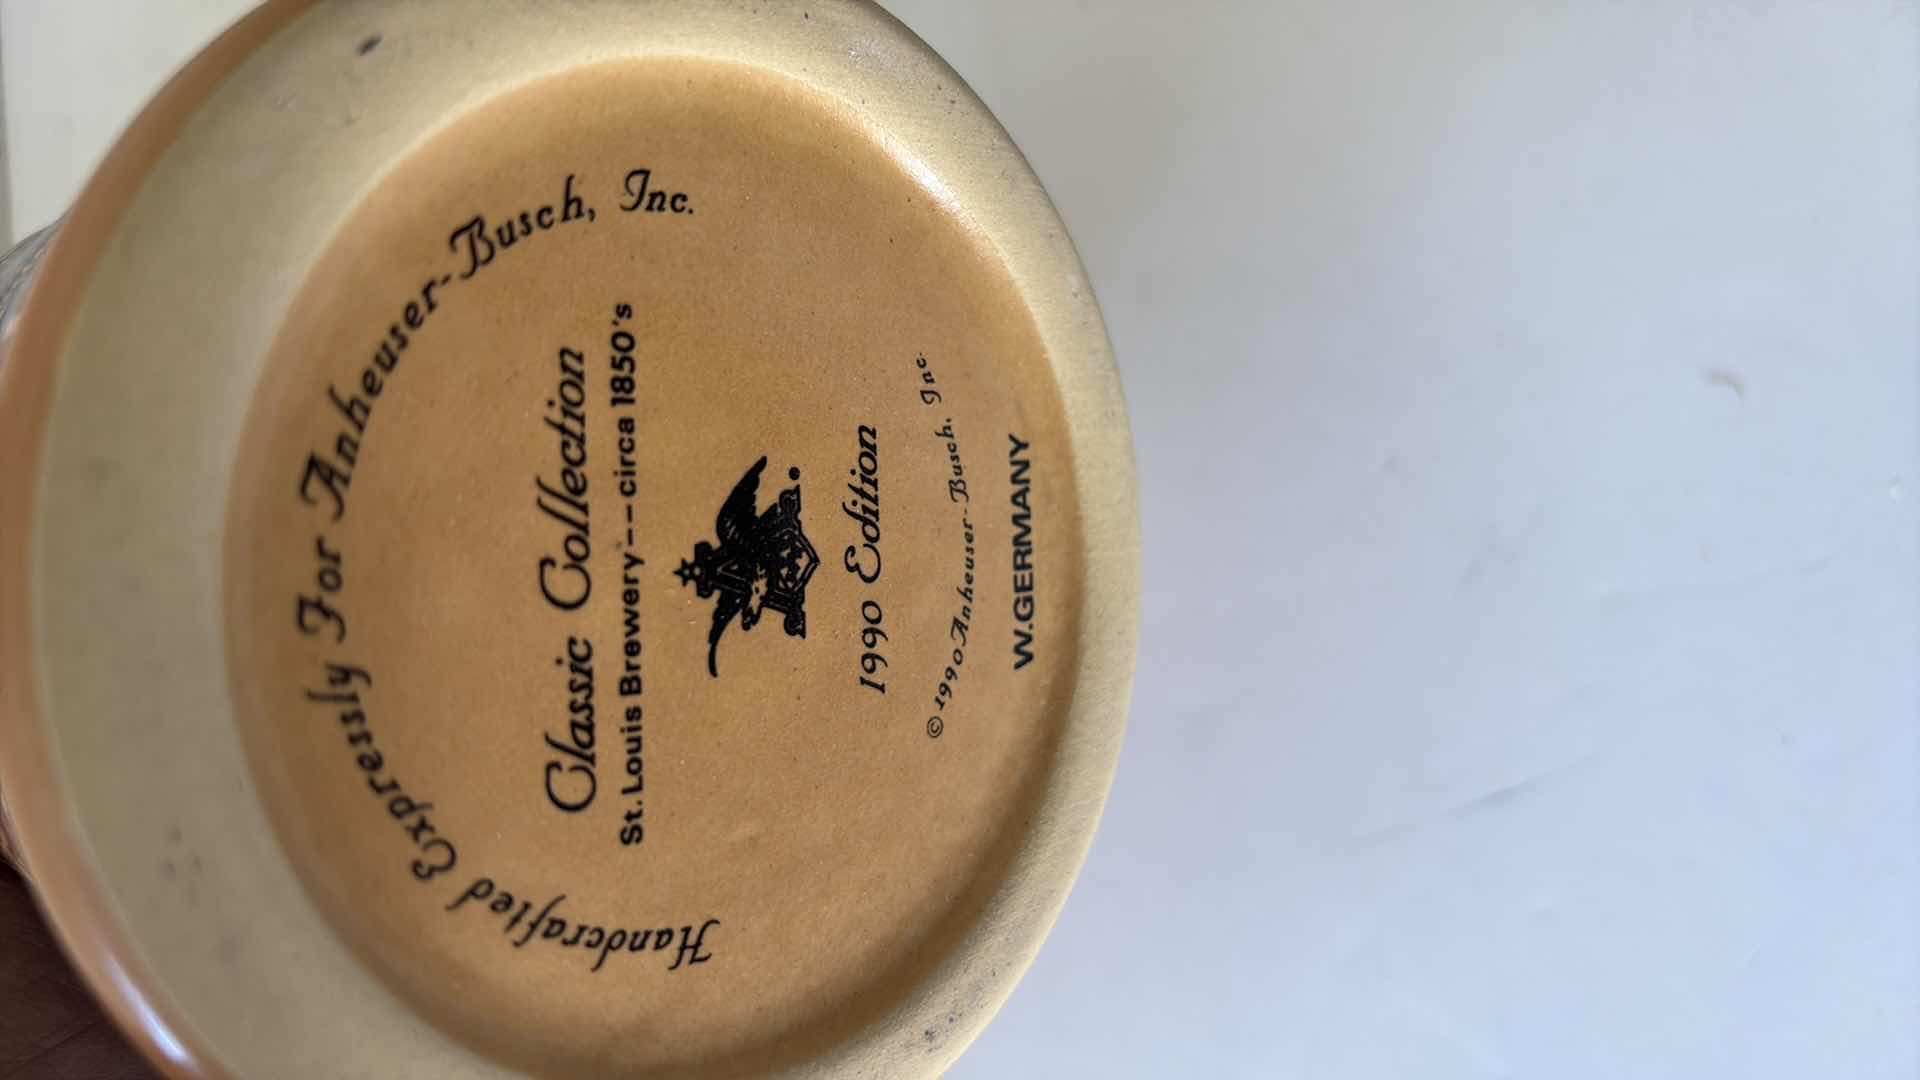 Handcrafted Expressly For Anheuser-Busch, Inc.
Classic Collection
St. Louis Brewery--circa 1850's
1990 Edition
© 1990 Anheuser-Busch, Inc.
W.GERMANY